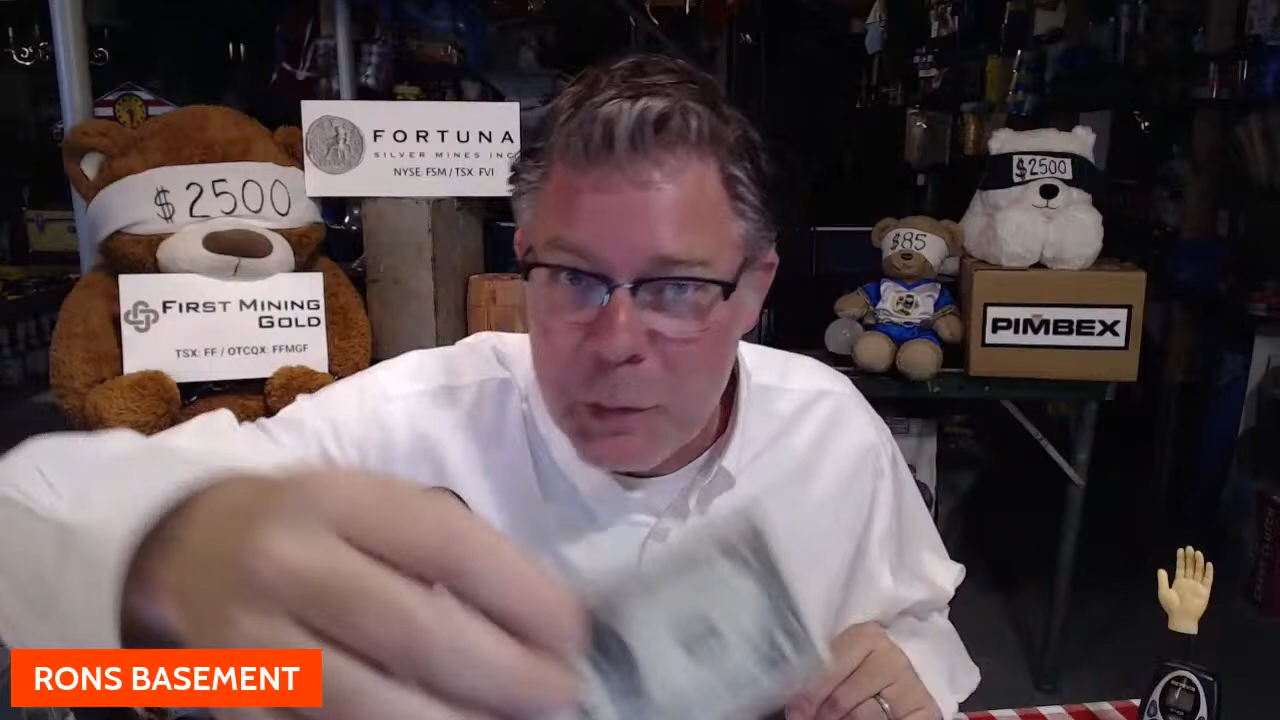 $2500
FORTUNA
SILVER MINES INC
NYSE: FSM / TSX: FVI
FIRST MINING
GOLD
TSX: FF / OTCQX: FFMGF
$85
$2500
PIMBEX
RONS BASEMENT